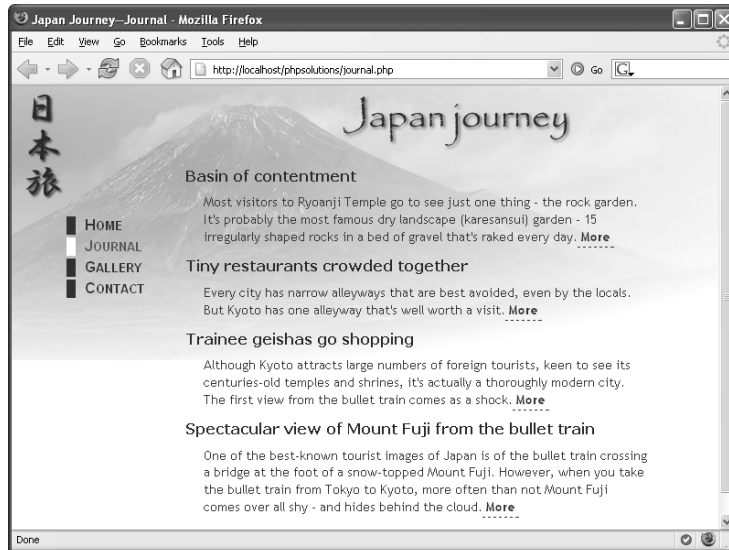 Japan Journey—Journal - Mozilla Firefox
File Edit View Go Bookmarks Tools Help
http://localhost/phpsolutions/journal.php
Go
G
日
本
旅
Japan journey
HOME
JOURNAL
GALLERY
CONTACT
Basin of contentment
Most visitors to Ryoanji Temple go to see just one thing - the rock garden.
It's probably the most famous dry landscape (karesansui) garden - 15
irregularly shaped rocks in a bed of gravel that's raked every day. More
Tiny restaurants crowded together
Every city has narrow alleyways that are best avoided, even by the locals.
But Kyoto has one alleyway that's well worth a visit. More
Trainee geishas go shopping
Although Kyoto attracts large numbers of foreign tourists, keen to see its
centuries-old temples and shrines, it's actually a thoroughly modern city.
The first view from the bullet train comes as a shock. More
Spectacular view of Mount Fuji from the bullet train
One of the best-known tourist images of Japan is of the bullet train crossing
a bridge at the foot of a snow-topped Mount Fuji. However, when you take
the bullet train from Tokyo to Kyoto, more often than not Mount Fuji
comes over all shy - and hides behind the cloud. More
Done